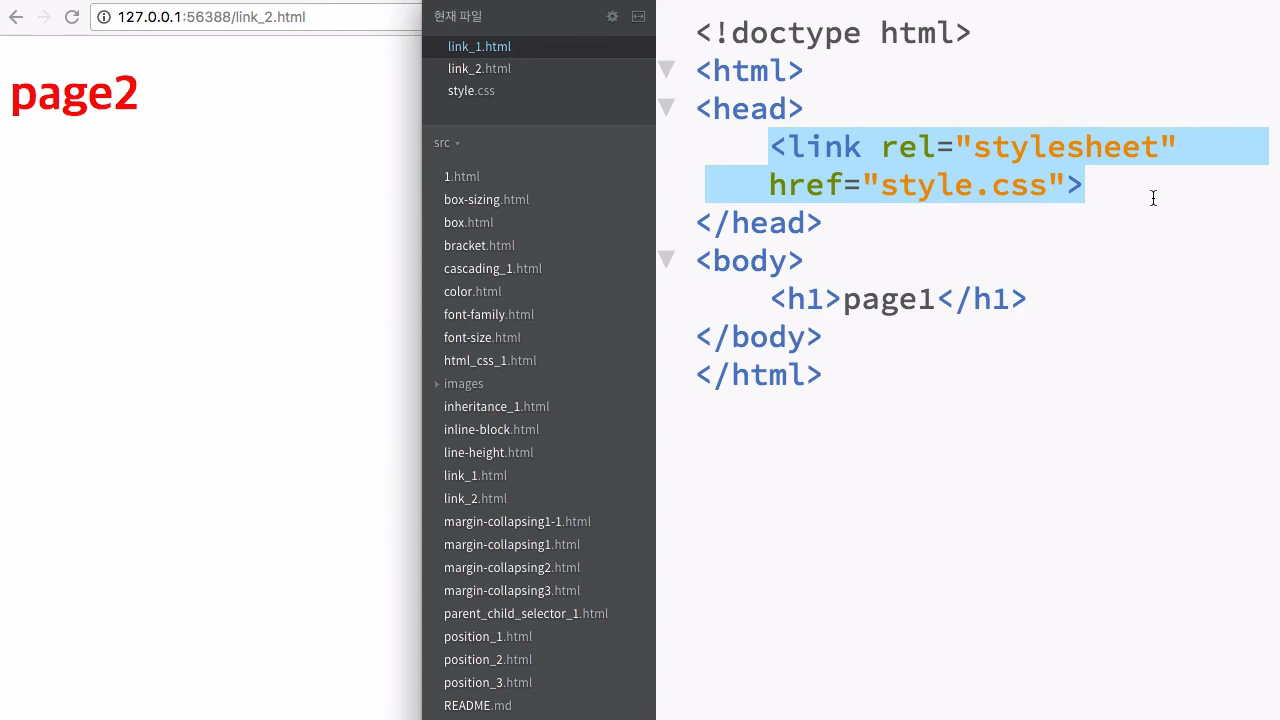 127.0.0.1:56388/link_2.html
page2
현재 파일
link_1.html
link_2.html
style.css
src
1.html
box-sizing.html
box.html
bracket.html
cascading_1.html
color.html
font-family.html
font-size.html
html_css_1.html
images
inheritance_1.html
inline-block.html
line-height.html
link_1.html
link_2.html
margin-collapsing1-1.html
margin-collapsing1.html
margin-collapsing2.html
margin-collapsing3.html
parent_child_selector_1.html
position_1.html
position_2.html
position_3.html
README.md
<!doctype html>
<html>
<head>
<link rel="stylesheet"
href="style.css">
</head>
<body>
<h1>page1</h1>
</body>
</html>